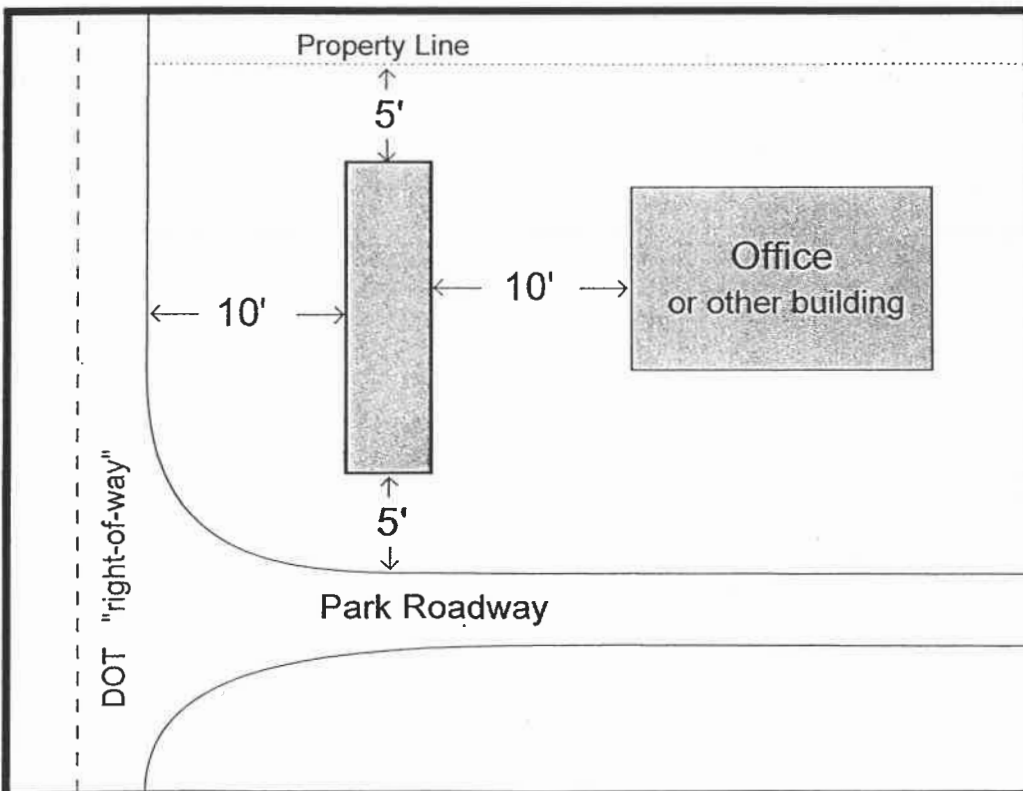 Property Line
5'
10'
10'
Office
or other building
5'
Park Roadway
DOT "right-of-way"